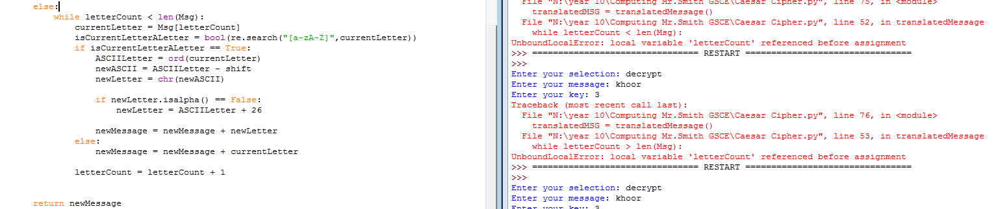 else:
while letterCount < len(Msg):
currentLetter = Msg[letterCount]
isCurrentLetterALetter = bool(re.search("[a-zA-Z]",currentLetter))
if isCurrentLetterALetter == True:
ASCIILetter = ord(currentLetter)
newASCII = ASCIILetter - shift
newLetter = chr(newASCII)
if newLetter.isalpha() == False:
newLetter = ASCIILetter + 26
newMessage = newMessage + newLetter
else:
newMessage = newMessage + currentLetter
letterCount = letterCount + 1
return newMessage
File "N:\year 10\Computing Mr.Smith GSCE\Caesar Cipher.py", line 75, in <module>
translatedMSG = translatedMessage()
File "N:\year 10\Computing Mr.Smith GSCE\Caesar Cipher.py", line 52, in translatedMessage
while letterCount < len(Msg):
UnboundLocalError: local variable 'letterCount' referenced before assignment
>>> ================================ RESTART ================================
>>>
Enter your selection: decrypt
Enter your message: khoor
Enter your key: 3
Traceback (most recent call last):
File "N:\year 10\Computing Mr.Smith GSCE\Caesar Cipher.py", line 76, in <module>
translatedMSG = translatedMessage()
File "N:\year 10\Computing Mr.Smith GSCE\Caesar Cipher.py", line 53, in translatedMessage
while letterCount > len(Msg):
UnboundLocalError: local variable 'letterCount' referenced before assignment
>>> ================================ RESTART ================================
>>>
Enter your selection: decrypt
Enter your message: khoor
Enter your key: 3